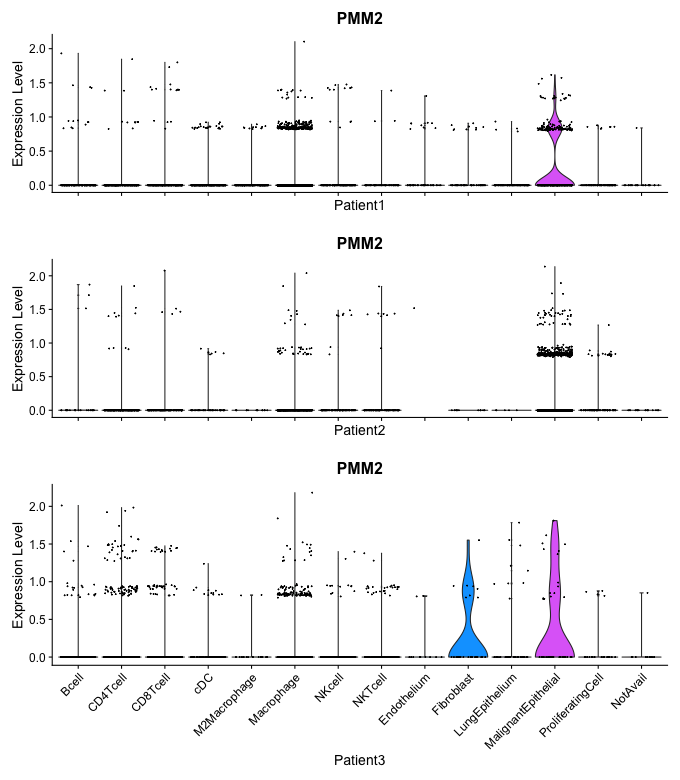 PMM2
Expression Level
2.0
1.5
1.0
0.5
0.0
Patient1
PMM2
Expression Level
2.0
1.5
1.0
0.5
0.0
Patient2
PMM2
Expression Level
2.0
1.5
1.0
0.5
0.0
Bcell
CD4Tcell
CD8Tcell
cDC
M2Macrophage
Macrophage
NKcell
NKTcell
Endothelium
Fibroblast
LungEpithelium
MalignantEpithelial
ProliferatingCell
NotAvail
Patient3